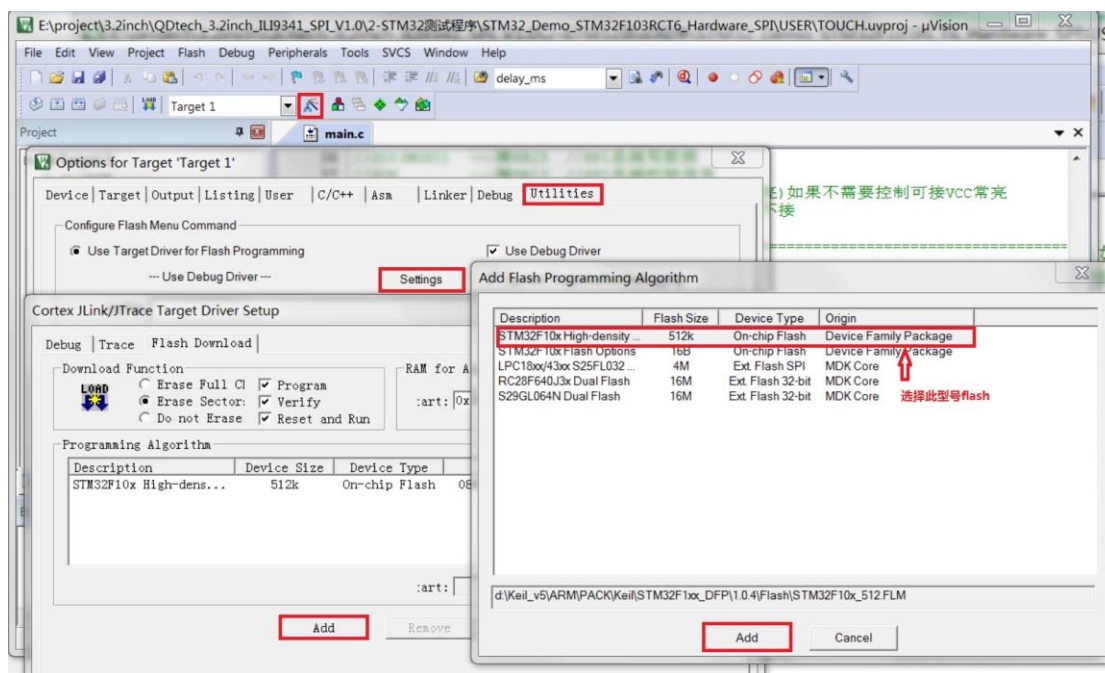 E:\project\3.2inch\QDtech_3.2inch_ILI9341_SPI_V1.0\2-STM32测试程序\STM32_Demo_STM32F103RCT6_Hardware_SPI\USER\TOUCH.uvproj - µVision
File Edit View Project Flash Debug Peripherals Tools SVCS Window Help
delay_ms
LOAD Target 1
Project main.c
Options for Target 'Target 1'
Device Target Output Listing User C/C++ Asm Linker Debug Utilities
)如果不需要控制可接VCC常亮
不接
Configure Flash Menu Command
Use Target Driver for Flash Programming Use Debug Driver
--- Use Debug Driver --- Settings
Cortex JLink/JTrace Target Driver Setup
Debug Trace Flash Download
Download Function RAM for A
LOAD Erase Full Cl Program
Erase Sector: Verify :art: 0x
Do not Erase Reset and Run
Programming Algorithm
Description Device Size Device Type
STM32F10x High-dens... 512k On-chip Flash 08
:art:
Add Remove
Add Flash Programming Algorithm
Description Flash Size Device Type Origin
STM32F10x High-density ... 512k On-chip Flash Device Family Package
STM32F10x Flash Options 16B On-chip Flash Device Family Package
LPC18xx/43xx S25FL032 ... 4M Ext. Flash SPI MDK Core
RC28F640J3x Dual Flash 16M Ext. Flash 32-bit MDK Core
S29GL064N Dual Flash 16M Ext. Flash 32-bit MDK Core
选择此型号flash
d:\Keil_v5\ARM\PACK\Keil\STM32F1xx_DFP\1.0.4\Flash\STM32F10x_512.FLM
Add Cancel